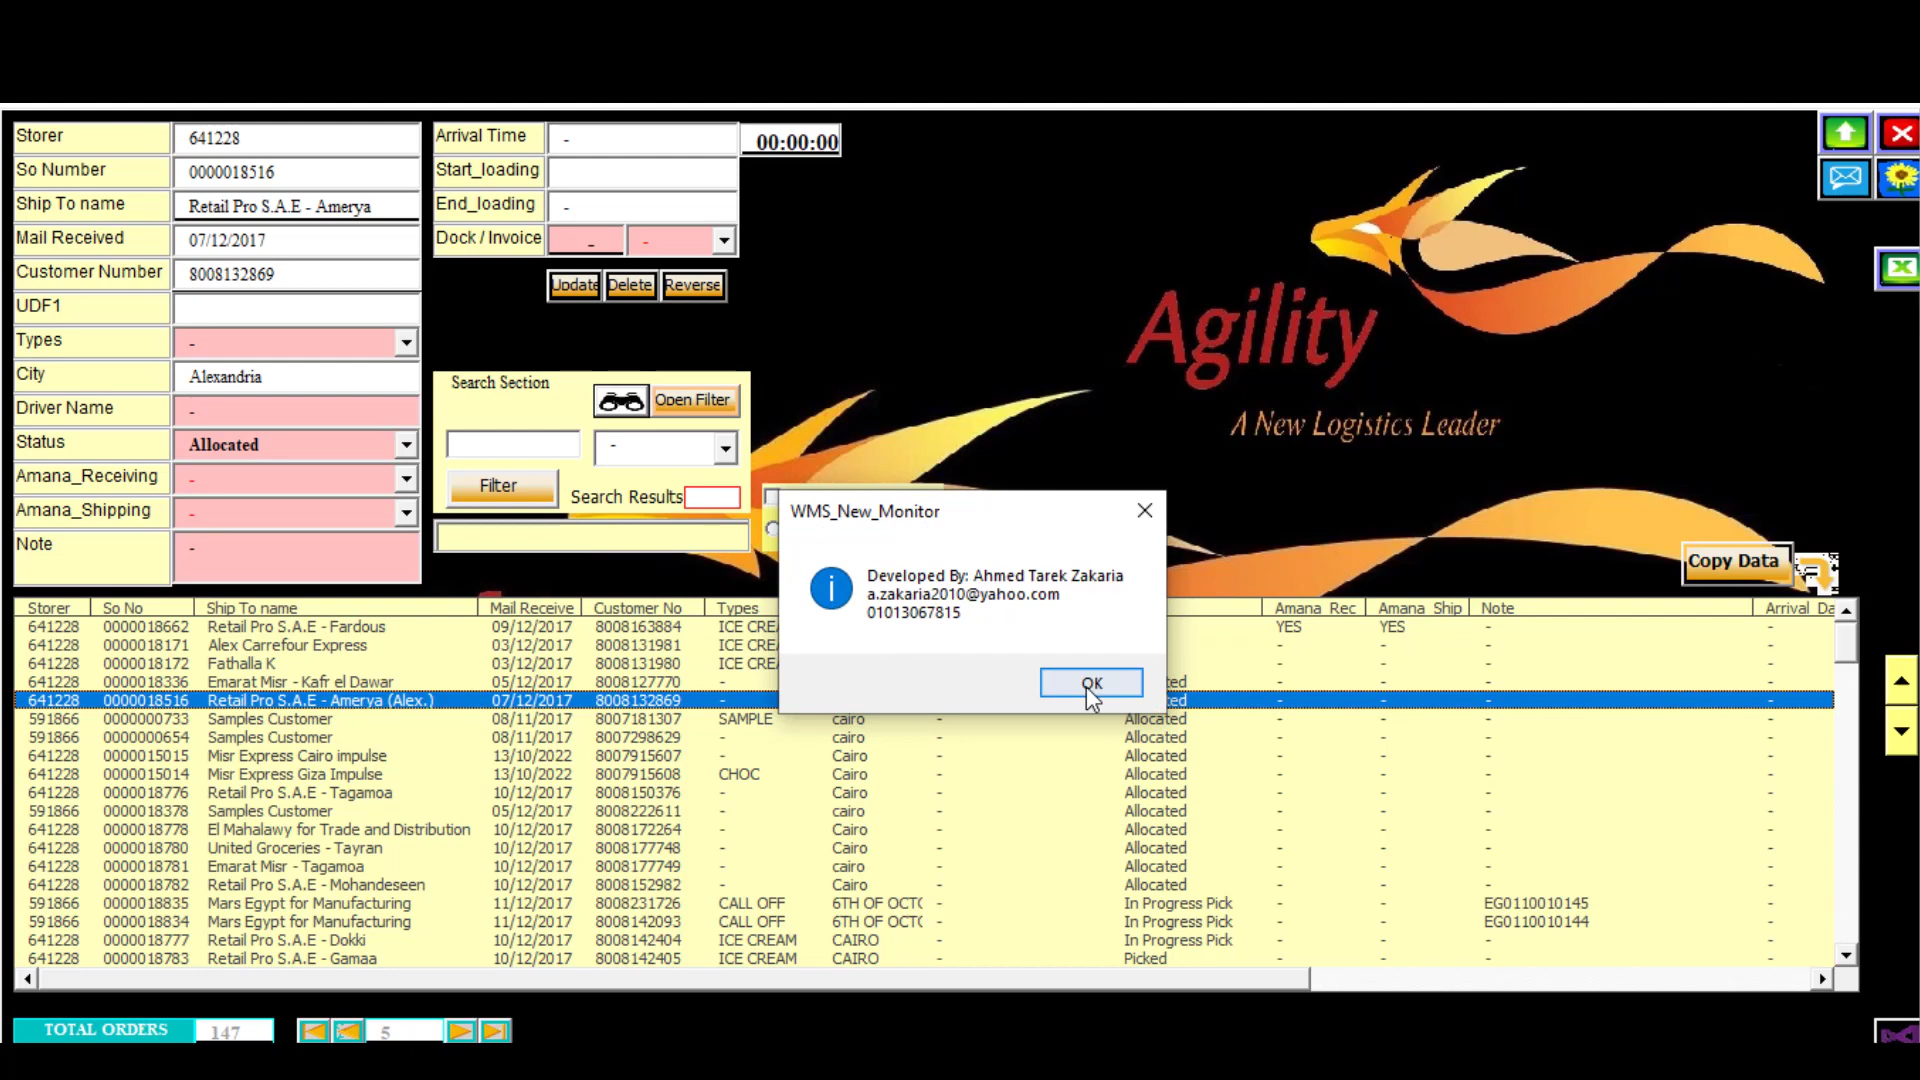 Storer 641228
So Number 0000018516
Ship To name Retail Pro S.A.E - Amerya
Mail Received 07/12/2017
Customer Number 8008132869
UDF1
Types -
City Alexandria
Driver Name -
Status Allocated
Amana_Receiving -
Amana_Shipping -
Note -
Arrival Time - 00:00:00
Start_loading
End_loading -
Dock / Invoice - -
Update Delete Reverse
Search Section
Open Filter
-
Filter
Search Results
Agility
A New Logistics Leader
Copy Data
WMS_New_Monitor
Developed By: Ahmed Tarek Zakaria
a.zakaria2010@yahoo.com
01013067815
OK
Storer So No Ship To name Mail Receive Customer No Types Amana_Rec Amana_Ship Note Arrival_Da
641228 0000018662 Retail Pro S.A.E - Fardous 09/12/2017 8008163884 ICE CREA YES YES - -
641228 0000018171 Alex Carrefour Express 03/12/2017 8008131981 ICE CREA - - - -
641228 0000018172 Fathalla K 03/12/2017 8008131980 ICE CREA - - - -
641228 0000018336 Emarat Misr - Kafr el Dawar 05/12/2017 8008127770 - ted - - - -
641228 0000018516 Retail Pro S.A.E - Amerya (Alex.) 07/12/2017 8008132869 - ted - - - -
591866 0000000733 Samples Customer 08/11/2017 8007181307 SAMPLE cairo - Allocated - - - -
591866 0000000654 Samples Customer 08/11/2017 8007298629 - cairo - Allocated - - - -
641228 0000015015 Misr Express Cairo impulse 13/10/2022 8007915607 - Cairo - Allocated - - - -
641228 0000015014 Misr Express Giza Impulse 13/10/2022 8007915608 CHOC Cairo - Allocated - - - -
641228 0000018776 Retail Pro S.A.E - Tagamoa 10/12/2017 8008150376 - Cairo - Allocated - - - -
591866 0000018378 Samples Customer 05/12/2017 8008222611 - cairo - Allocated - - - -
641228 0000018778 El Mahalawy for Trade and Distribution 10/12/2017 8008172264 - Cairo - Allocated - - - -
641228 0000018780 United Groceries - Tayran 10/12/2017 8008177748 - Cairo - Allocated - - - -
641228 0000018781 Emarat Misr - Tagamoa 10/12/2017 8008177749 - cairo - Allocated - - - -
641228 0000018782 Retail Pro S.A.E - Mohandeseen 10/12/2017 8008152982 - Cairo - Allocated - - - -
591866 0000018835 Mars Egypt for Manufacturing 11/12/2017 8008231726 CALL OFF 6TH OF OCTO - In Progress Pick - - EG0110010145 -
591866 0000018834 Mars Egypt for Manufacturing 11/12/2017 8008142093 CALL OFF 6TH OF OCTO - In Progress Pick - - EG0110010144 -
641228 0000018777 Retail Pro S.A.E - Dokki 10/12/2017 8008142404 ICE CREAM CAIRO - In Progress Pick - - - -
641228 0000018783 Retail Pro S.A.E - Gamaa 10/12/2017 8008142405 ICE CREAM CAIRO - Picked - - - -
TOTAL ORDERS 147 5